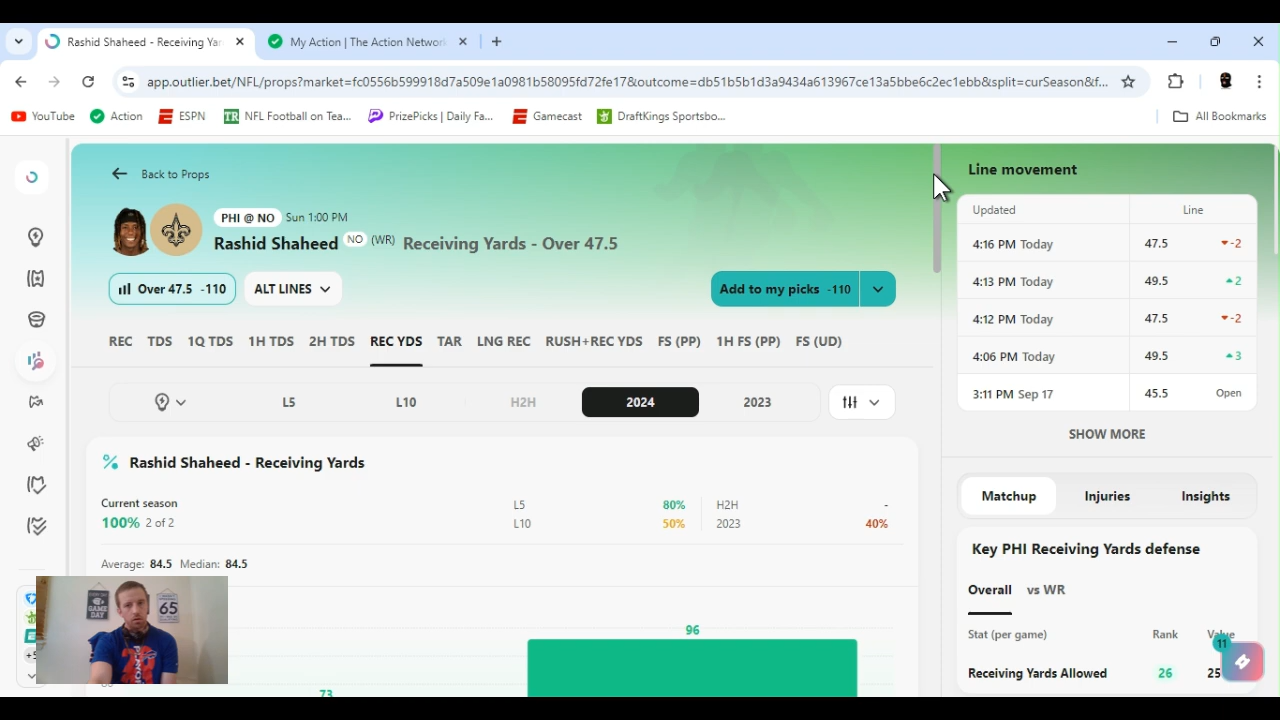 Rashid Shaheed - Receiving Yar
My Action | The Action Network
app.outlier.bet/NFL/props?market=fc0556b599918d7a509e1a0981b58095fd72fe17&outcome=db51b5b1d3a9434a613967ce13a5bbe6c2ec1ebb&split=curSeason&f...
YouTube
Action
ESPN
NFL Football on Tea...
PrizePicks | Daily Fa...
Gamecast
DraftKings Sportsbo...
All Bookmarks
Back to Props
PHI @ NO Sun 1:00 PM
Rashid Shaheed NO (WR) Receiving Yards - Over 47.5
Over 47.5 -110
ALT LINES
Add to my picks -110
REC TDS 1Q TDS 1H TDS 2H TDS REC YDS TAR LNG REC RUSH+REC YDS FS (PP) 1H FS (PP) FS (UD)
L5 L10 H2H 2024 2023
Rashid Shaheed - Receiving Yards
Current season
100% 2 of 2
L5 80% H2H -
L10 50% 2023 40%
Average: 84.5 Median: 84.5
96
73
GAME DAY
65
Line movement
Updated Line
4:16 PM Today 47.5 -2
4:13 PM Today 49.5 2
4:12 PM Today 47.5 -2
4:06 PM Today 49.5 3
3:11 PM Sep 17 45.5 Open
SHOW MORE
Matchup Injuries Insights
Key PHI Receiving Yards defense
Overall vs WR
Stat (per game) Rank Value
11
Receiving Yards Allowed 26 25